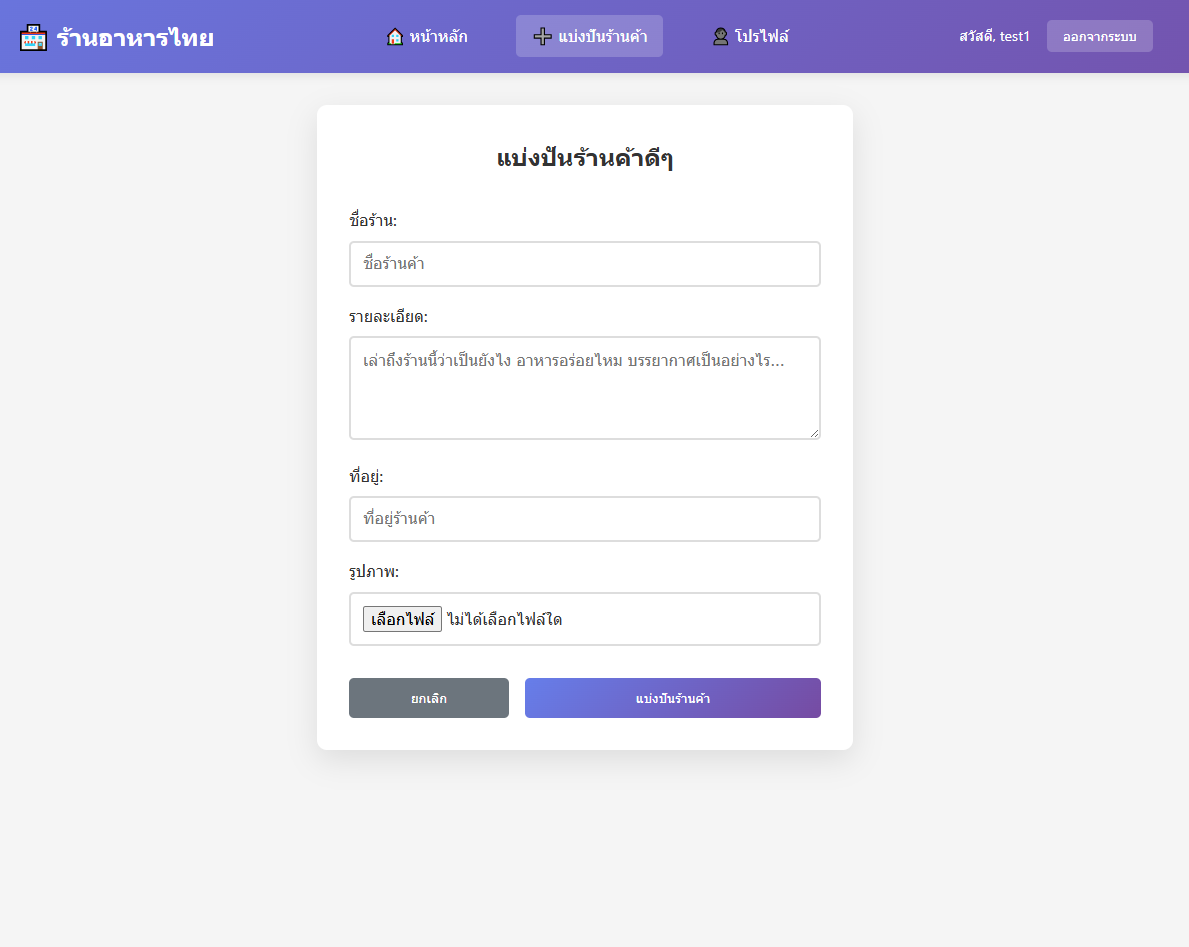 ร้านอาหารไทย
หน้าหลัก
แบ่งปันร้านค้า
โปรไฟล์
สวัสดี, test1
ออกจากระบบ
แบ่งปันร้านค้าดีๆ
ชื่อร้าน:
ชื่อร้านค้า
รายละเอียด:
เล่าถึงร้านนี้ว่าเป็นยังไง อาหารอร่อยไหม บรรยากาศเป็นอย่างไร...
ที่อยู่:
ที่อยู่ร้านค้า
รูปภาพ:
เลือกไฟล์ ไม่ได้เลือกไฟล์ใด
ยกเลิก
แบ่งปันร้านค้า